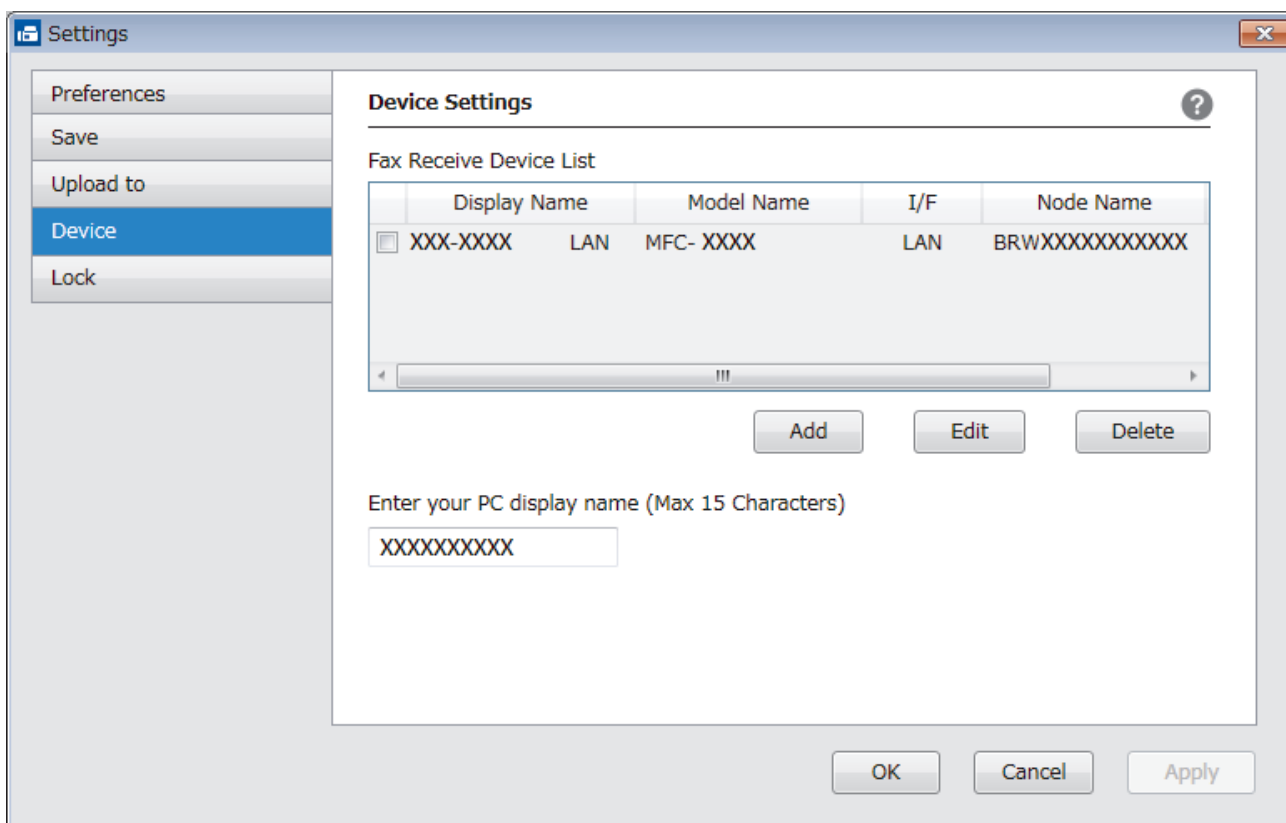 Settings
Preferences
Save
Upload to
Device
Lock
Device Settings
?
Fax Receive Device List
Display Name Model Name I/F Node Name
XXX-XXXX LAN MFC- XXXX LAN BRWXXXXXXXXXXX
Add Edit Delete
Enter your PC display name (Max 15 Characters)
XXXXXXXXXX
OK Cancel Apply